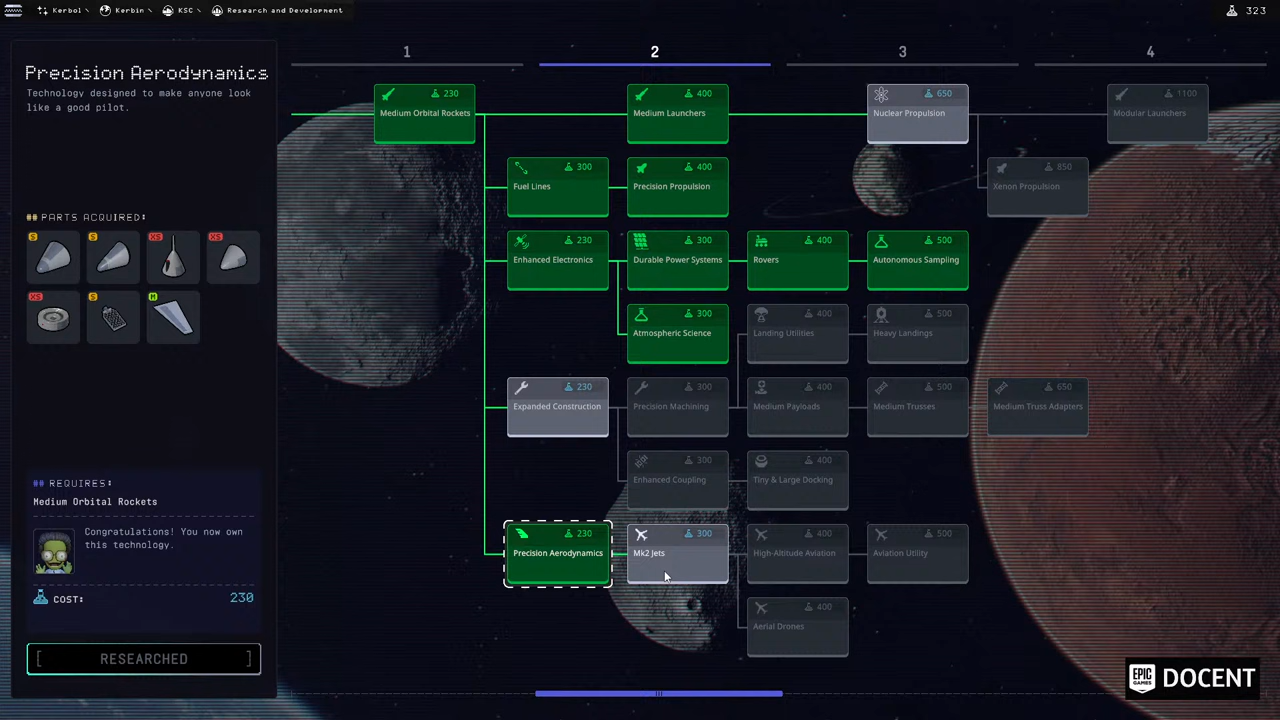 Kerbol Kerbin KSC Research and Development
323
Precision Aerodynamics
Technology designed to make anyone look
like a good pilot.
## PARTS ACQUIRED:
S S XS XS
XS S M
## REQUIRES:
Medium Orbital Rockets
Congratulations! You now own
this technology.
COST: 230
[ RESEARCHED ]
1 2 3 4
230 400 650 1100
Medium Orbital Rockets Medium Launchers Nuclear Propulsion Modular Launchers
300 400 850
Fuel Lines Precision Propulsion Xenon Propulsion
230 300 400 500
Enhanced Electronics Durable Power Systems Rovers Autonomous Sampling
300 400 500
Atmospheric Science Landing Utilities Heavy Landings
230 300 400 500 650
Expanded Construction Precision Machining Medium Payloads Medium Trusses Medium Truss Adapters
300 400
Enhanced Coupling Tiny & Large Docking
230 300 400 500
Precision Aerodynamics Mk2 Jets High-Altitude Aviation Aviation Utility
400
Aerial Drones
EPIC GAMES DOCENT